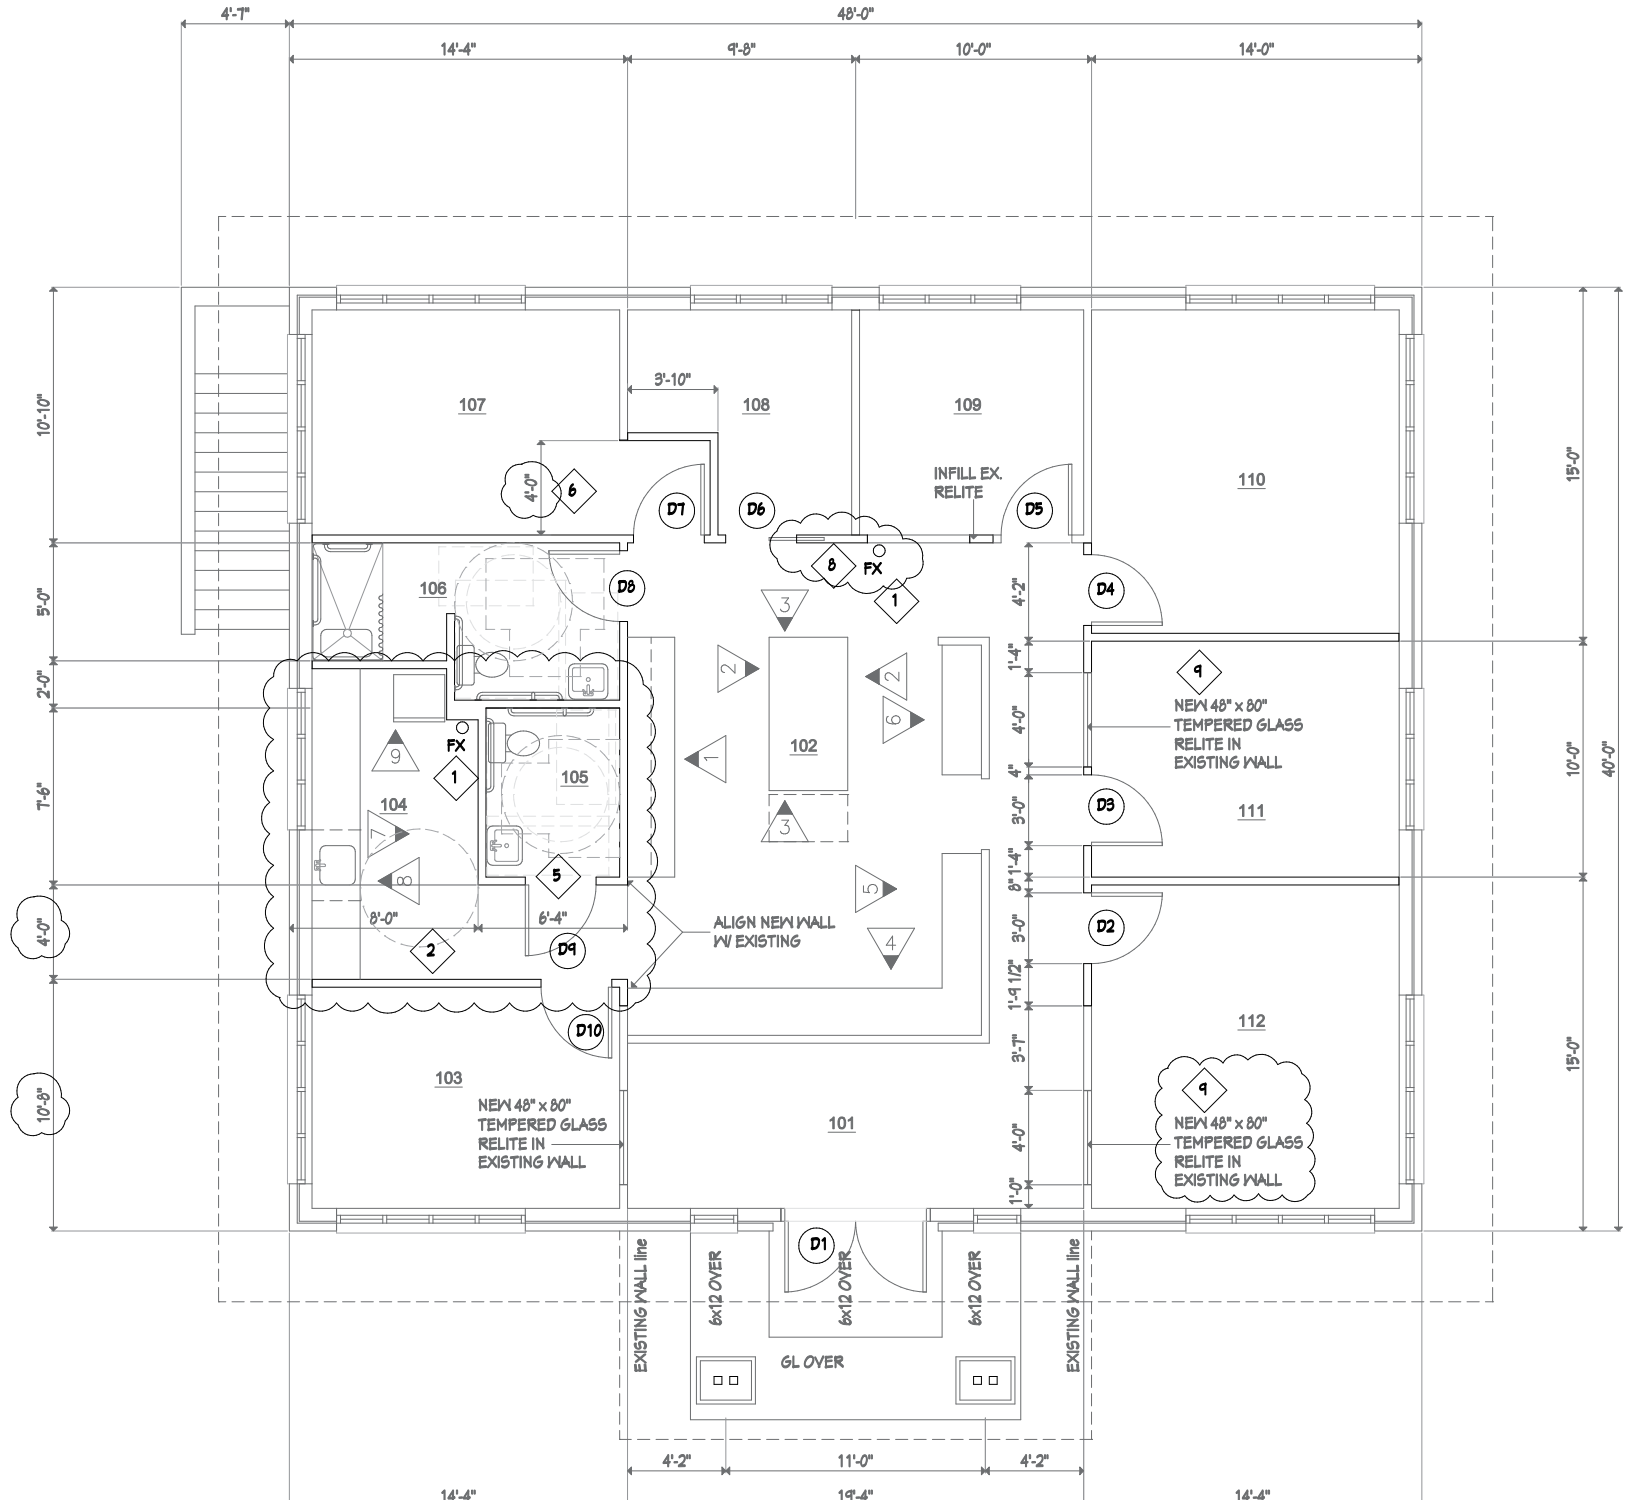 4'-7"
48'-0"
14'-4"
9'-8"
10'-0"
14'-0"
10'-10"
5'-0"
2'-0"
7'-6"
4'-0"
10'-8"
107
3'-10"
108
109
110
4'-0"
6
D7
D6
INFILL EX.
RELITE
D5
8
FX
1
106
D8
3
D4
4'-2"
2
2
6
1'-4"
4'-0"
4"
3'-0"
1'-4"
8"
3'-0"
1'-9 1/2"
3'-7"
4'-0"
1'-0"
9
NEW 48" x 80"
TEMPERED GLASS
RELITE IN
EXISTING WALL
15'-0"
10'-0"
40'-0"
15'-0"
FX
9
1
104
105
1
102
3
D3
111
7
8
5
5
8'-0"
6'-4"
2
D9
ALIGN NEW WALL
W/ EXISTING
4
D2
D10
103
NEW 48" x 80"
TEMPERED GLASS
RELITE IN
EXISTING WALL
101
112
9
NEW 48" x 80"
TEMPERED GLASS
RELITE IN
EXISTING WALL
D1
EXISTING WALL line
6x12 OVER
6x12 OVER
6x12 OVER
EXISTING WALL line
GL OVER
4'-2"
11'-0"
4'-2"
14'-4"
19'-4"
14'-4"